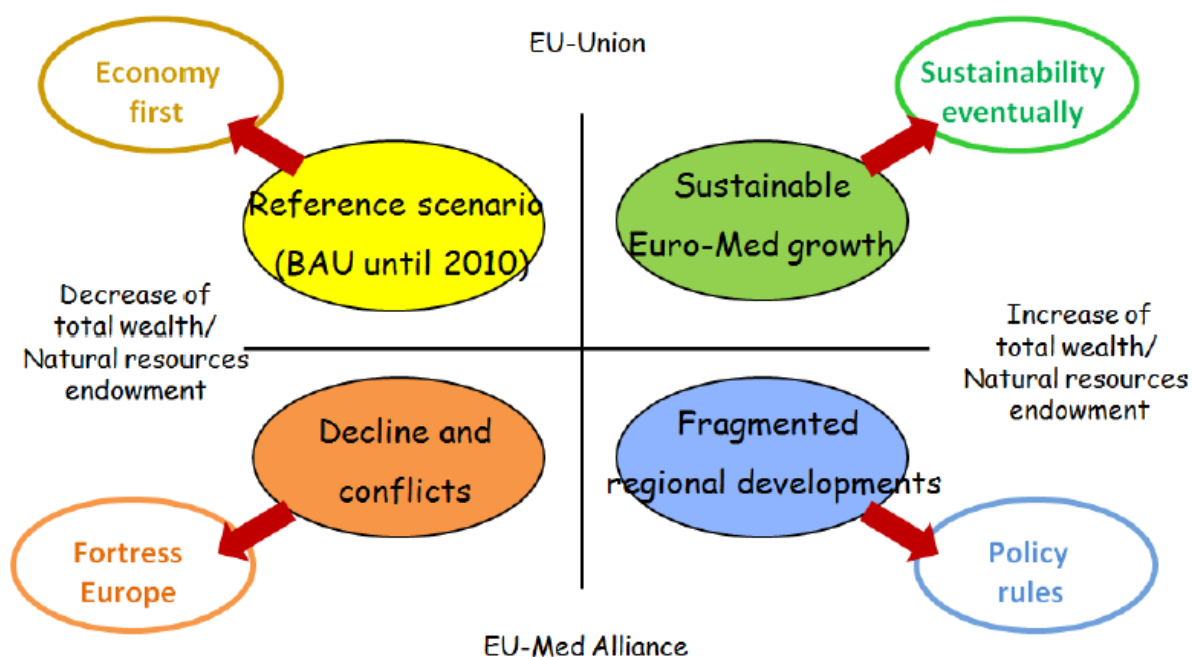 EU-Union
Economy
first
Sustainability
eventually
Reference scenario
(BAU until 2010)
Sustainable
Euro-Med growth
Decrease of
total wealth/
Natural resources
endowment
Increase of
total wealth/
Natural resources
endowment
Decline and
conflicts
Fragmented
regional developments
Fortress
Europe
Policy
rules
EU-Med Alliance